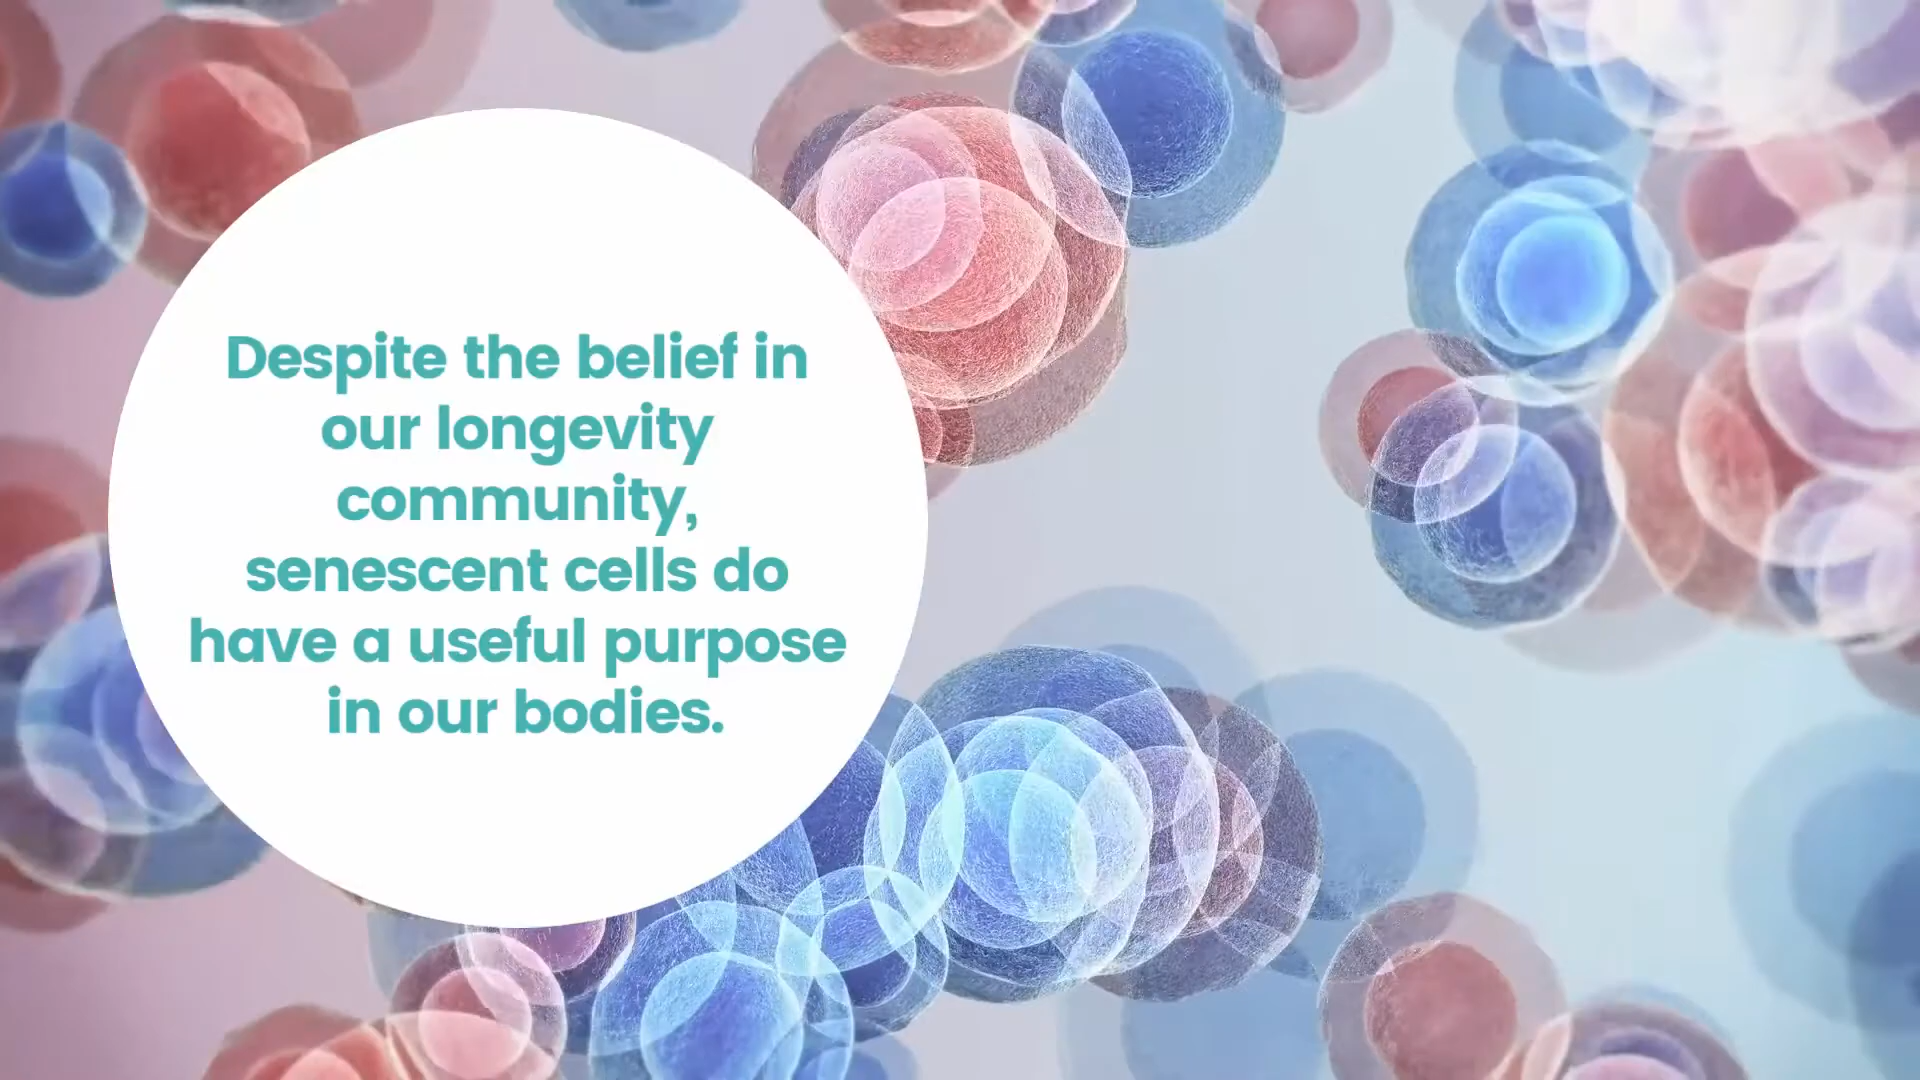 Despite the belief in
our longevity
community,
senescent cells do
have a useful purpose
in our bodies.